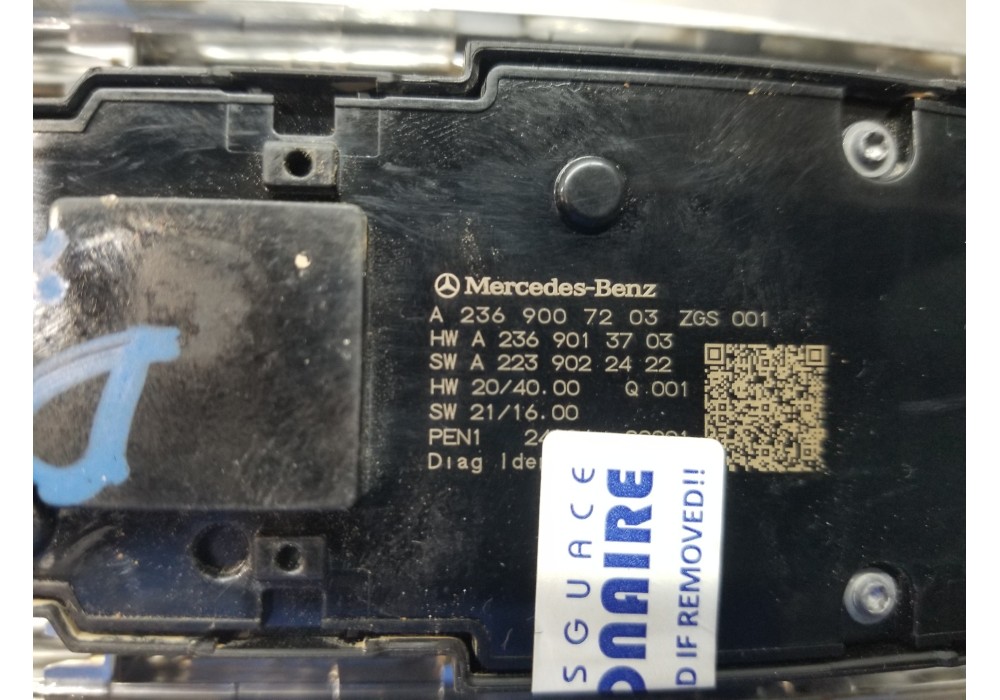 Mercedes-Benz
A 236 900 72 03 ZGS 001
HW A 236 901 37 03
SW A 223 902 24 22
HW 20/40.00 Q.001
SW 21/16.00
PEN1
Diag
SGUACE
ONAIRE
D IF REMOVED!!